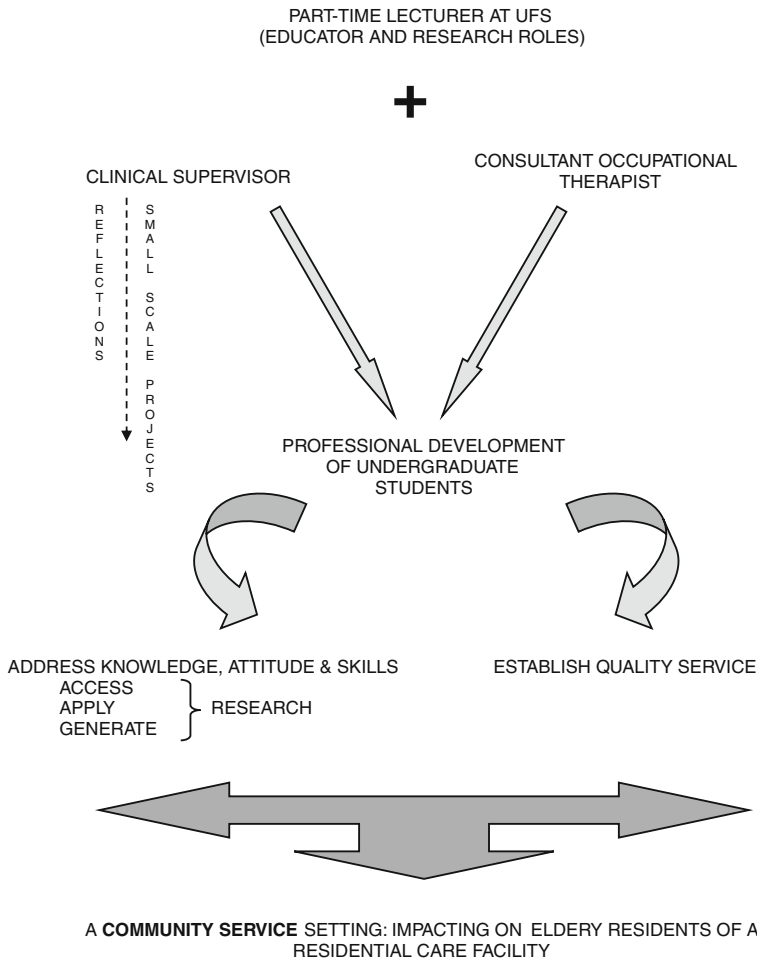 PART-TIME LECTURER AT UFS
(EDUCATOR AND RESEARCH ROLES)
+
CLINICAL SUPERVISOR
CONSULTANT OCCUPATIONAL
THERAPIST
REFLECTIONS
SMALL SCALE PROJECTS
PROFESSIONAL DEVELOPMENT
OF UNDERGRADUATE
STUDENTS
ADDRESS KNOWLEDGE, ATTITUDE & SKILLS
ACCESS
APPLY
GENERATE
RESEARCH
ESTABLISH QUALITY SERVICE
A COMMUNITY SERVICE SETTING: IMPACTING ON ELDERY RESIDENTS OF A
RESIDENTIAL CARE FACILITY